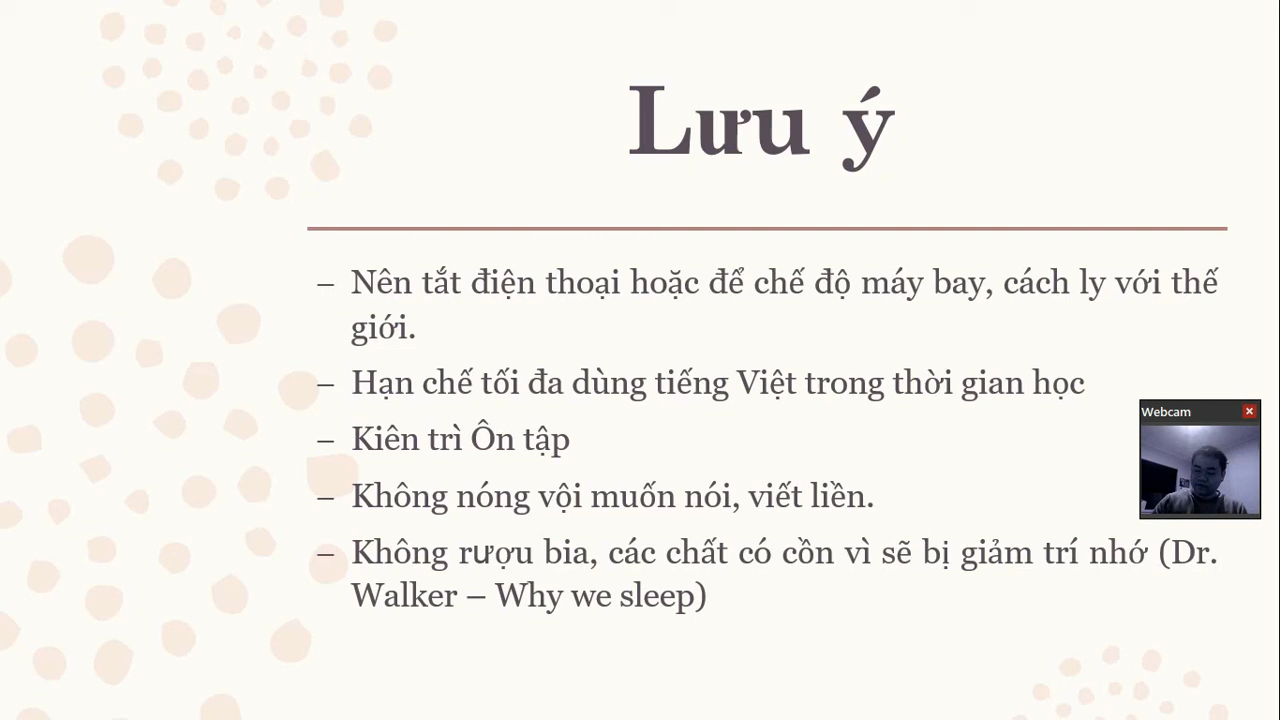 Lưu ý
– Nên tắt điện thoại hoặc để chế độ máy bay, cách ly với thế
giới.
– Hạn chế tối đa dùng tiếng Việt trong thời gian học
– Kiên trì Ôn tập
– Không nóng vội muốn nói, viết liền.
– Không rượu bia, các chất có cồn vì sẽ bị giảm trí nhớ (Dr.
Walker – Why we sleep)
Webcam